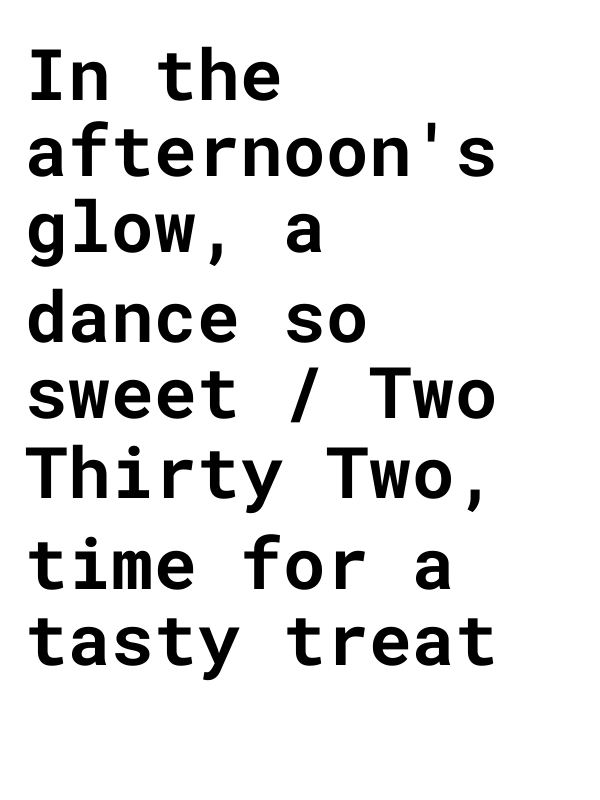 In the
afternoon's
glow, a
dance so
sweet / Two
Thirty Two,
time for a
tasty treat